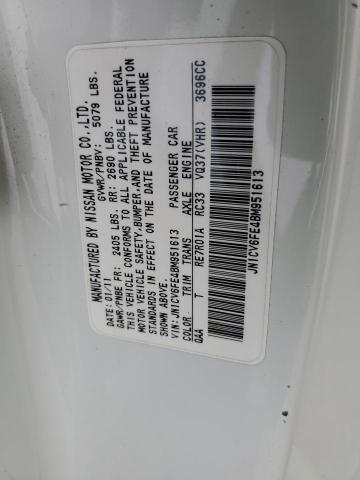 MANUFACTURED BY NISSAN MOTOR CO.,LTD.
DATE: 01/11 GVWR/PNBV: 5079 LBS.
GAWR/PNBE FR: 2405 LBS. RR: 2690 LBS.
THIS VEHICLE CONFORMS TO ALL APPLICABLE FEDERAL
MOTOR VEHICLE SAFETY,BUMPER,AND THEFT PREVENTION
STANDARDS IN EFFECT ON THE DATE OF MANUFACTURE
SHOWN ABOVE.
VIN:JN1CV6FE4BM951613 PASSENGER CAR
COLOR TRIM TRANS AXLE ENGINE
QAA T RE7R01A RC33 VQ37(VHR) 3696CC
JN1CV6FE4BM951613